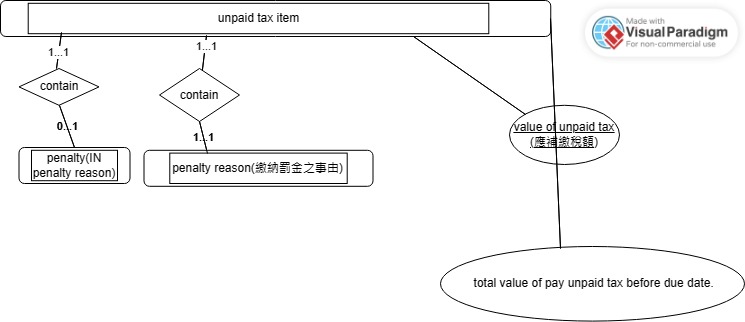 unpaid tax item
Made with
VisualParadigm
For non-commercial use
1...1
1...1
contain
contain
0...1
1...1
value of unpaid tax
(應補繳稅額)
penalty(IN
penalty reason)
penalty reason(繳納罰金之事由)
total value of pay unpaid tax before due date.